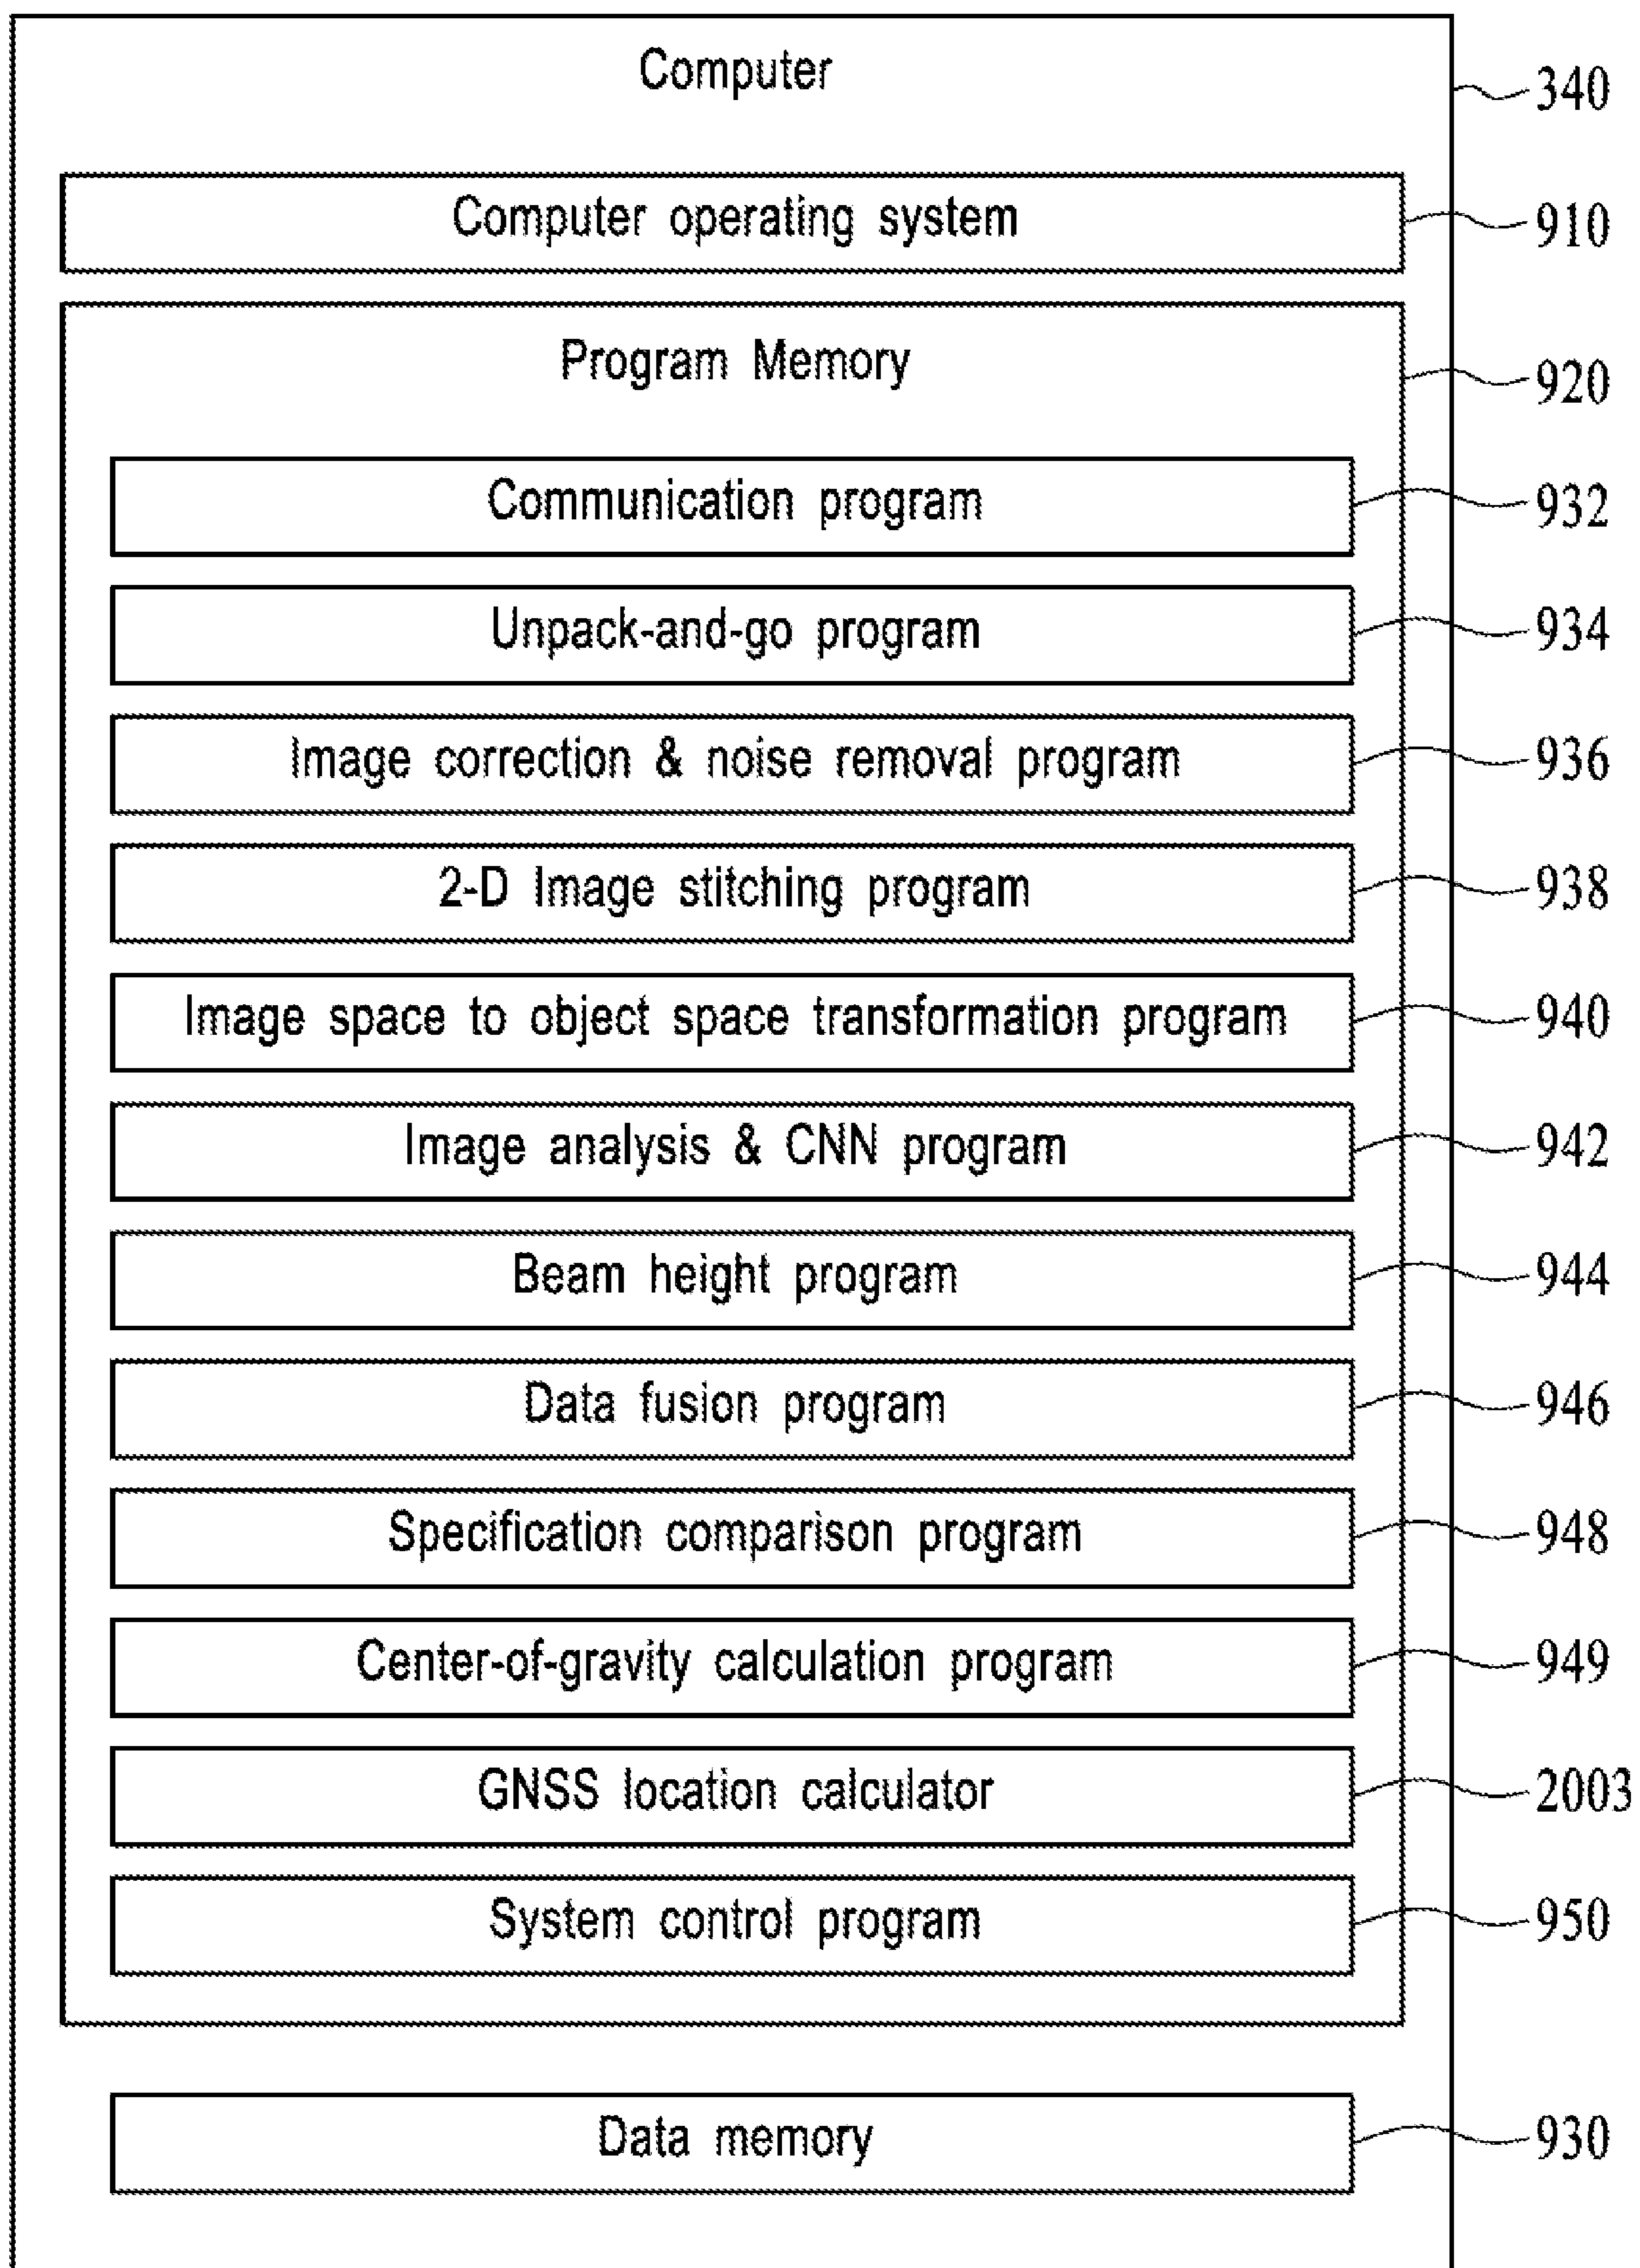 Computer
340
Computer operating system
910
Program Memory
920
Communication program
932
Unpack-and-go program
934
Image correction & noise removal program
936
2-D Image stitching program
938
Image space to object space transformation program
940
Image analysis & CNN program
942
Beam height program
944
Data fusion program
946
Specification comparison program
948
Center-of-gravity calculation program
949
GNSS location calculator
2003
System control program
950
Data memory
930